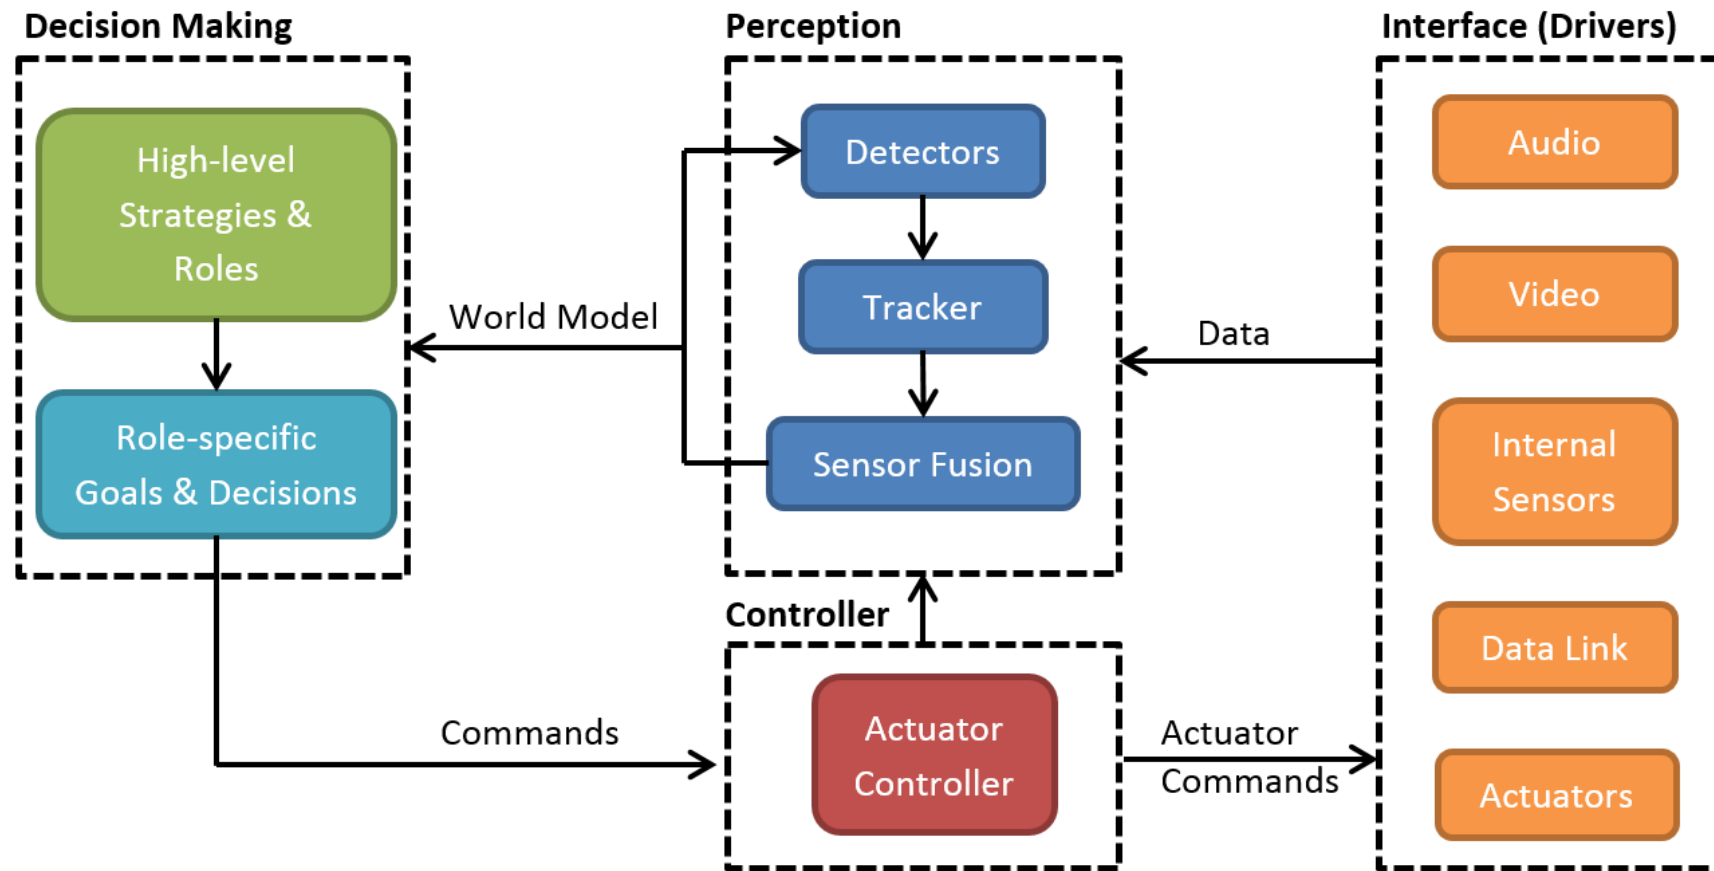 Decision Making
High-level
Strategies &
Roles
Role-specific
Goals & Decisions
World Model
Commands
Perception
Detectors
Tracker
Sensor Fusion
Controller
Actuator
Controller
Data
Actuator
Commands
Interface (Drivers)
Audio
Video
Internal
Sensors
Data Link
Actuators